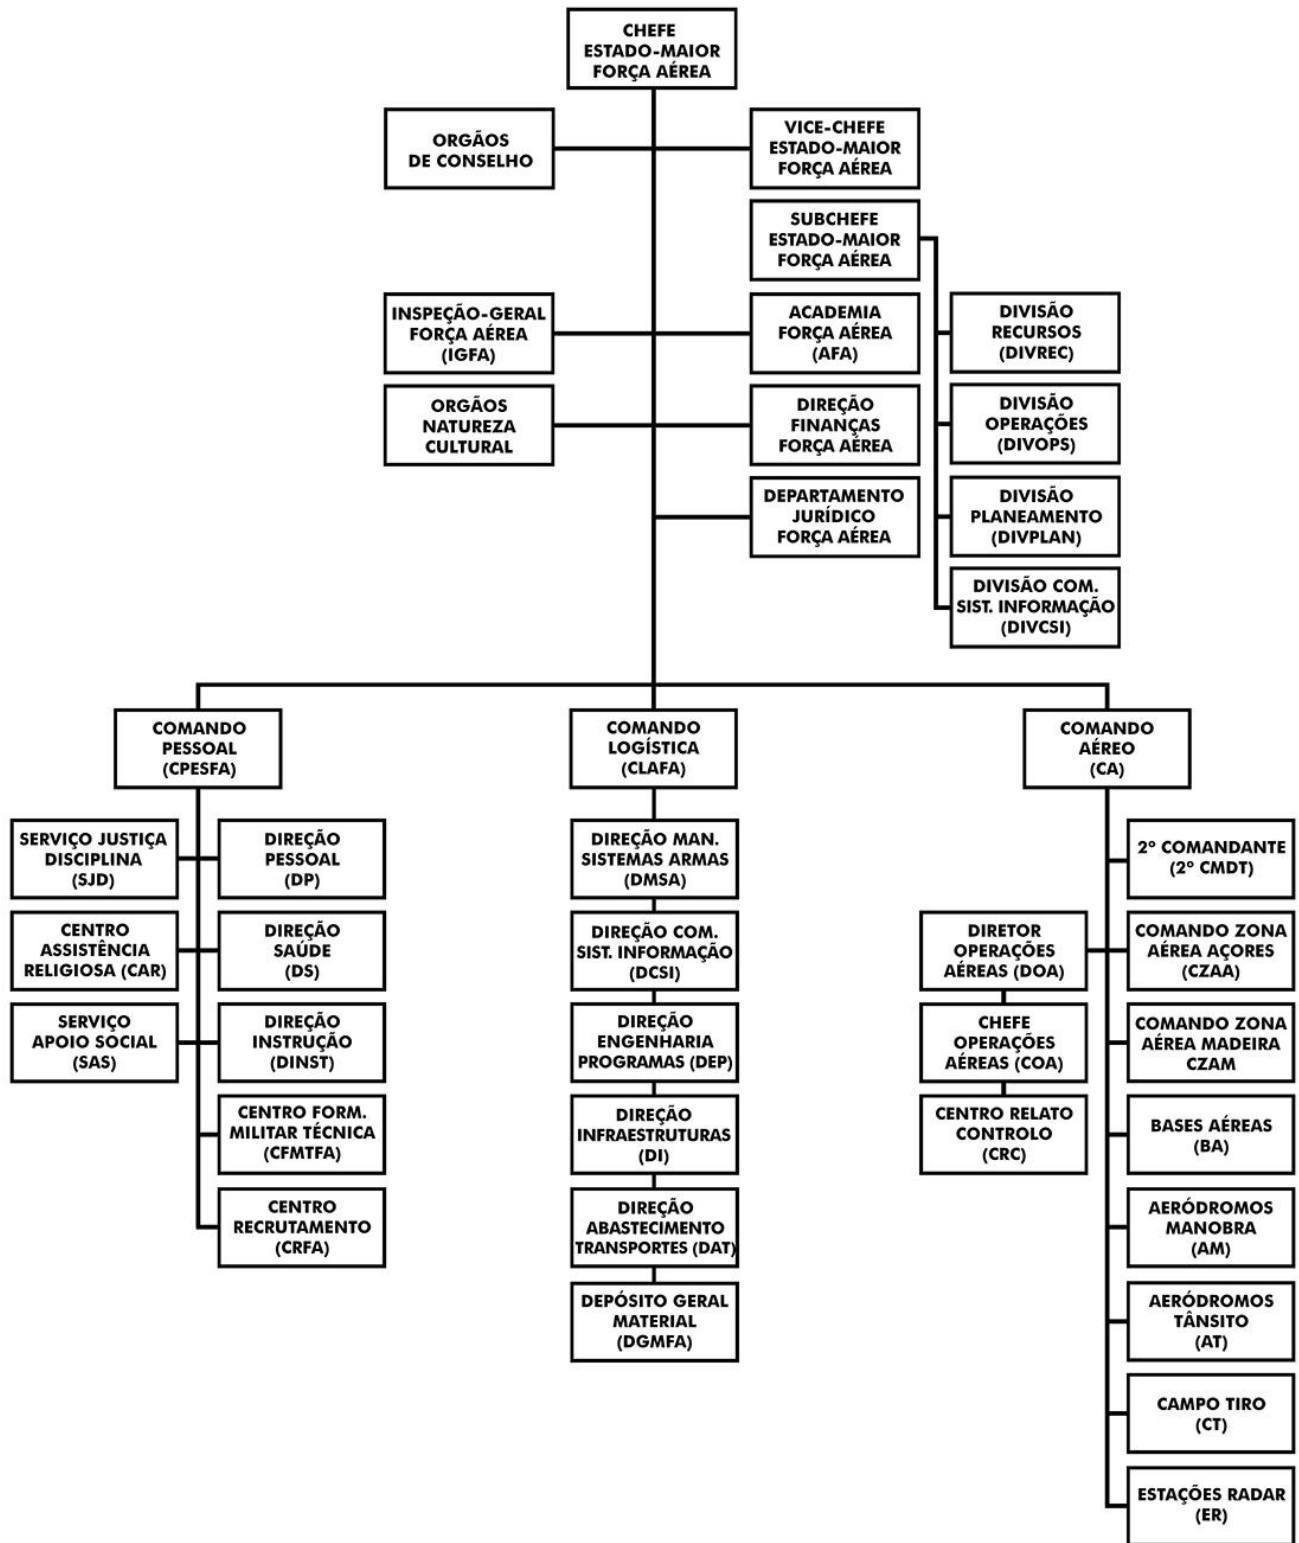 CHEFE
ESTADO-MAIOR
FORÇA AÉREA
ORGÃOS
DE CONSELHO
VICE-CHEFE
ESTADO-MAIOR
FORÇA AÉREA
SUBCHEFE
ESTADO-MAIOR
FORÇA AÉREA
INSPEÇÃO-GERAL
FORÇA AÉREA
(IGFA)
ACADEMIA
FORÇA AÉREA
(AFA)
DIVISÃO
RECURSOS
(DIVREC)
ORGÃOS
NATUREZA
CULTURAL
DIREÇÃO
FINANÇAS
FORÇA AÉREA
DIVISÃO
OPERAÇÕES
(DIVOPS)
DEPARTAMENTO
JURÍDICO
FORÇA AÉREA
DIVISÃO
PLANEAMENTO
(DIVPLAN)
DIVISÃO COM.
SIST. INFORMAÇÃO
(DIVCSI)
COMANDO
PESSOAL
(CPESFA)
COMANDO
LOGÍSTICA
(CLAFA)
COMANDO
AÉREO
(CA)
SERVIÇO JUSTIÇA
DISCIPLINA
(SJD)
DIREÇÃO
PESSOAL
(DP)
DIREÇÃO MAN.
SISTEMAS ARMAS
(DMSA)
2º COMANDANTE
(2º CMDT)
CENTRO
ASSISTÊNCIA
RELIGIOSA (CAR)
DIREÇÃO
SAÚDE
(DS)
DIREÇÃO COM.
SIST. INFORMAÇÃO
(DCSI)
DIRETOR
OPERAÇÕES
AÉREAS (DOA)
COMANDO ZONA
AÉREA AÇORES
(CZAA)
SERVIÇO
APOIO SOCIAL
(SAS)
DIREÇÃO
INSTRUÇÃO
(DINST)
DIREÇÃO
ENGENHARIA
PROGRAMAS (DEP)
CHEFE
OPERAÇÕES
AÉREAS (COA)
COMANDO ZONA
AÉREA MADEIRA
CZAM
CENTRO FORM.
MILITAR TÉCNICA
(CFMTFA)
DIREÇÃO
INFRAESTRUTURAS
(DI)
CENTRO RELATO
CONTROLO
(CRC)
BASES AÉREAS
(BA)
CENTRO
RECRUTAMENTO
(CRFA)
DIREÇÃO
ABASTECIMENTO
TRANSPORTES (DAT)
AERÓDROMOS
MANOBRA
(AM)
DEPÓSITO GERAL
MATERIAL
(DGMFA)
AERÓDROMOS
TÂNSITO
(AT)
CAMPO TIRO
(CT)
ESTAÇÕES RADAR
(ER)